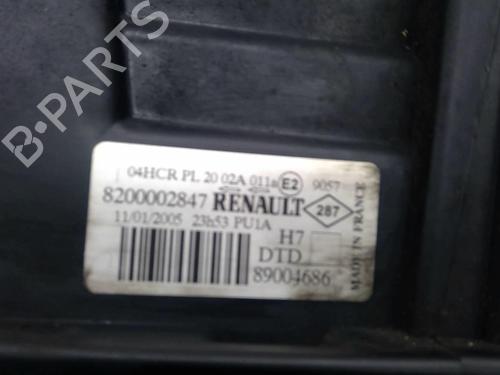 B-PARTS
04HCR PL 20 02A 011a E2 9057
8200002847 RENAULT 287
11/01/2005 23h53 PU1A
H7
DTD
89004686
MADE IN FRANCE